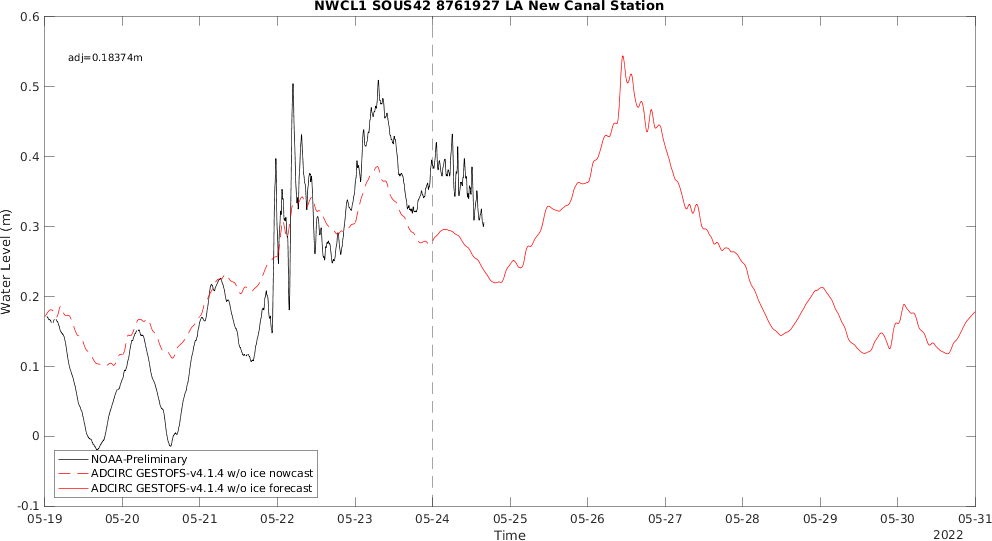 NWCL1 SOUS42 8761927 LA New Canal Station
adj=0.18374m
Water Level (m)
0.6
0.5
0.4
0.3
0.2
0.1
0
-0.1
NOAA-Preliminary
ADCIRC GESTOFS-v4.1.4 w/o ice nowcast
ADCIRC GESTOFS-v4.1.4 w/o ice forecast
05-19 05-20 05-21 05-22 05-23 05-24 05-25 05-26 05-27 05-28 05-29 05-30 05-31
Time
2022